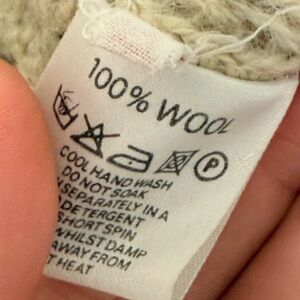 100% WOOL
P
COOL HAND WASH
DO NOT SOAK
SEPARATELY IN A
DETERGENT
SHORT SPIN
WHILST DAMP
AWAY FROM
T HEAT